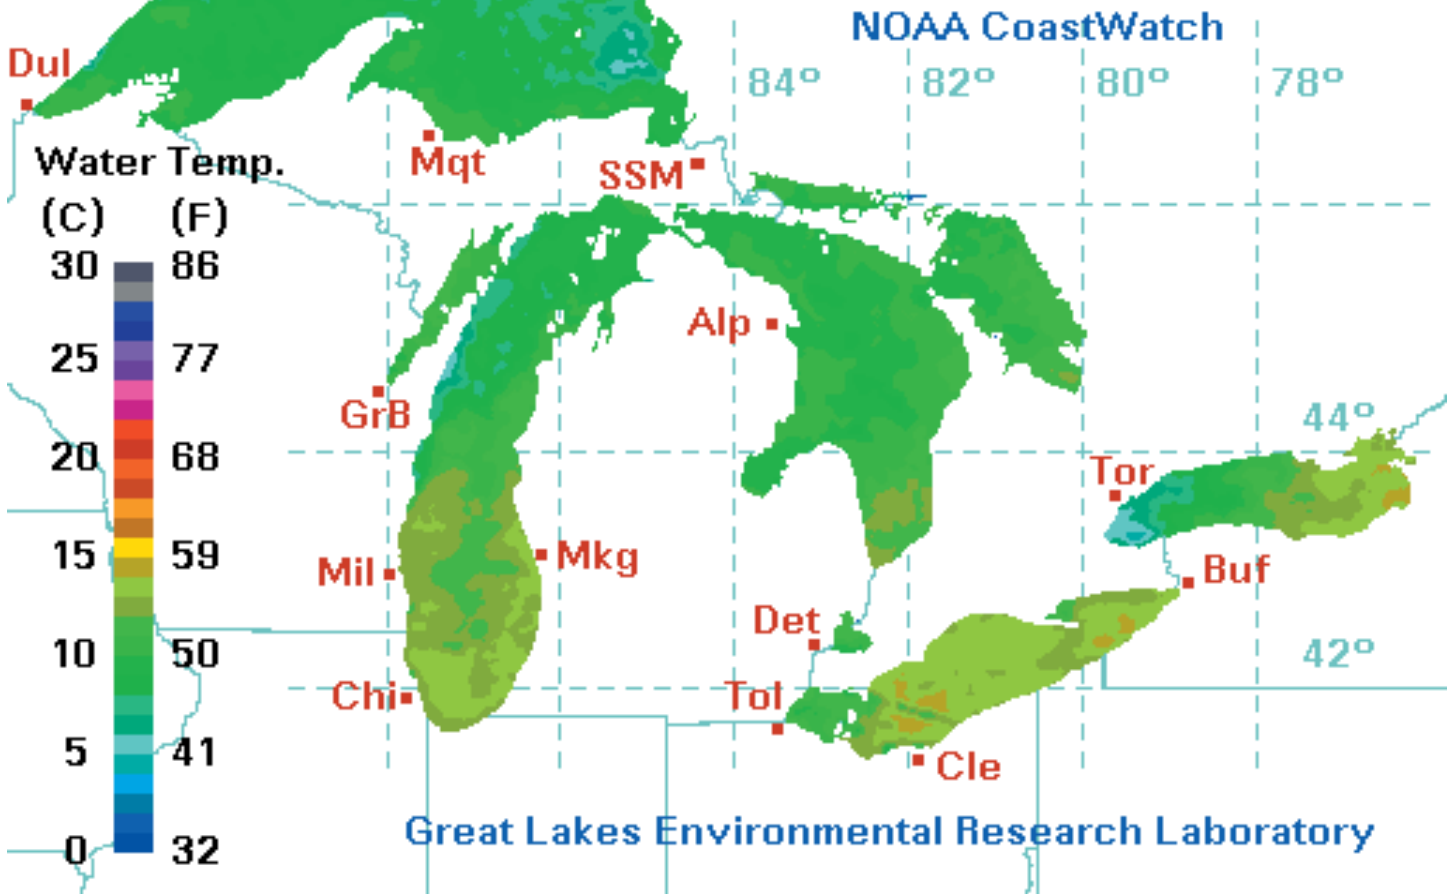 NOAA CoastWatch
Dul
84° 82° 80° 78°
Mqt
SSM
Water Temp.
(C) (F)
30 86
Alp
25 77
GrB
44°
20 68
Tor
15 59
Mil
Mkg
Buf
Det
10 50
42°
Chi
Tol
5 41
Cle
Great Lakes Environmental Research Laboratory
0 32